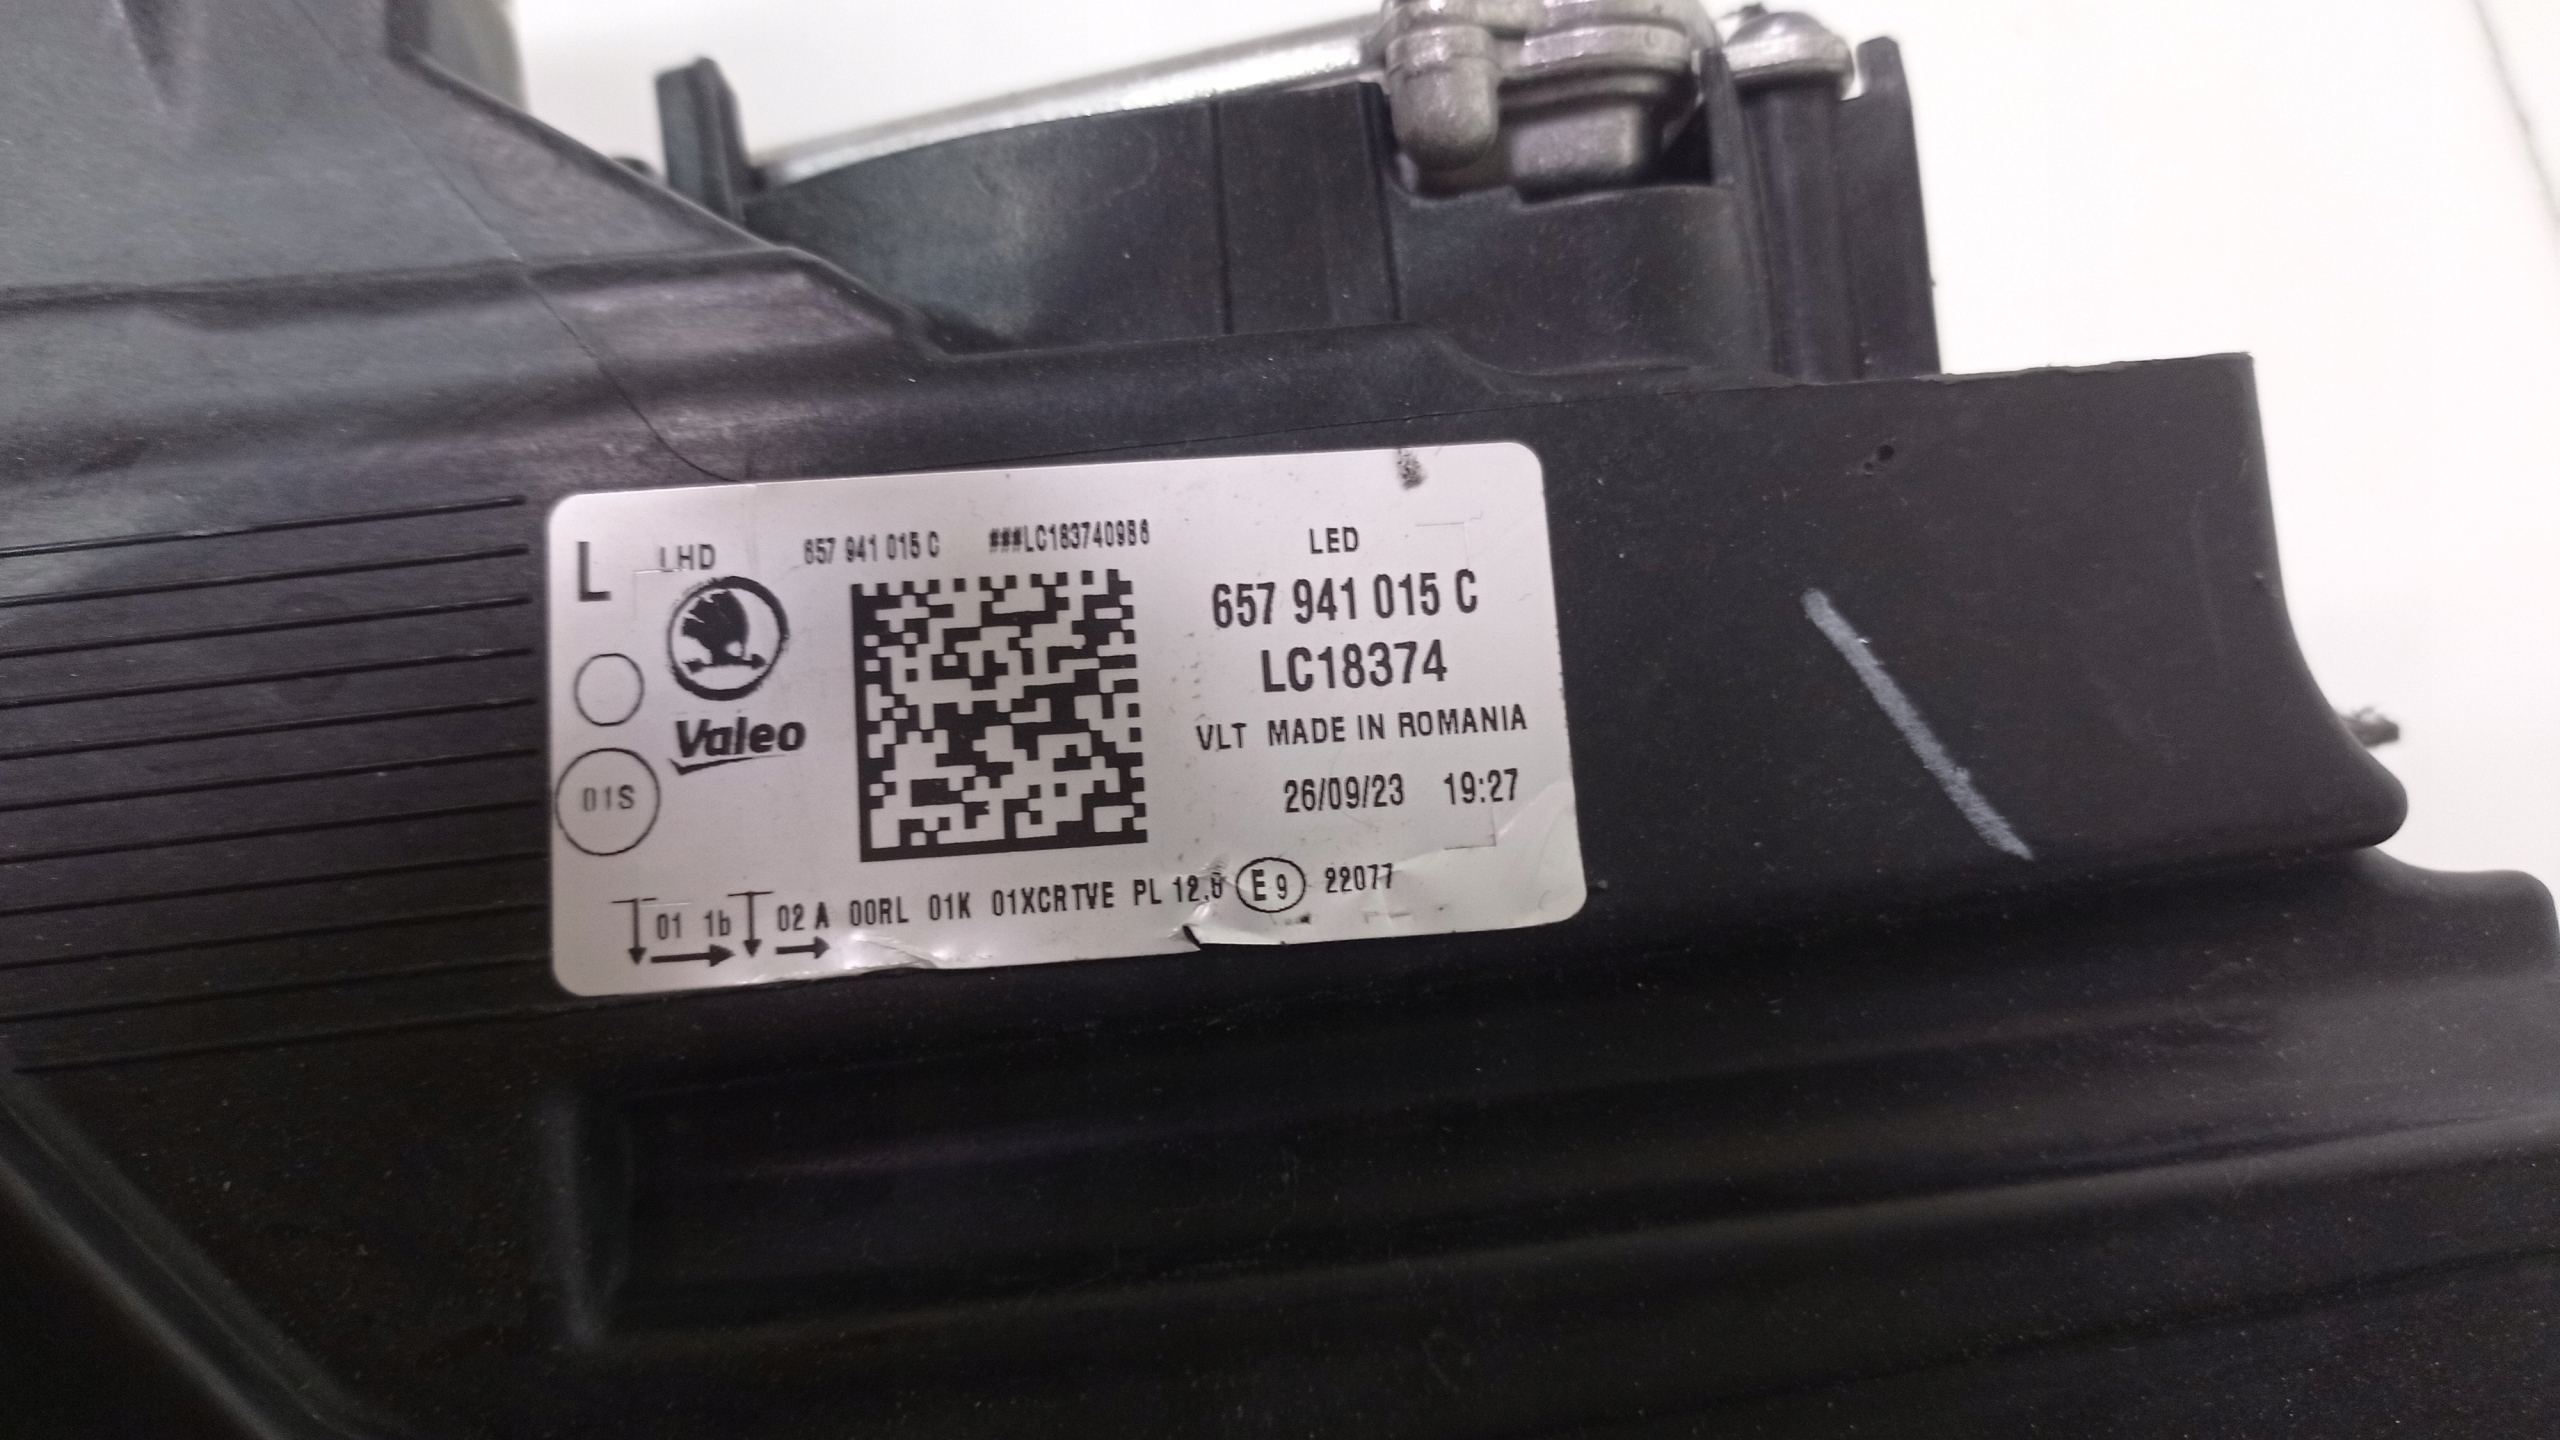 L LHD 657 941 015 C ###LC183740986 LED
657 941 015 C
LC18374
Valeo
VLT MADE IN ROMANIA
01S
26/09/23 19:27
01 1b 02 A 00RL 01K 01XCRTVE PL 12,8 E9 22077